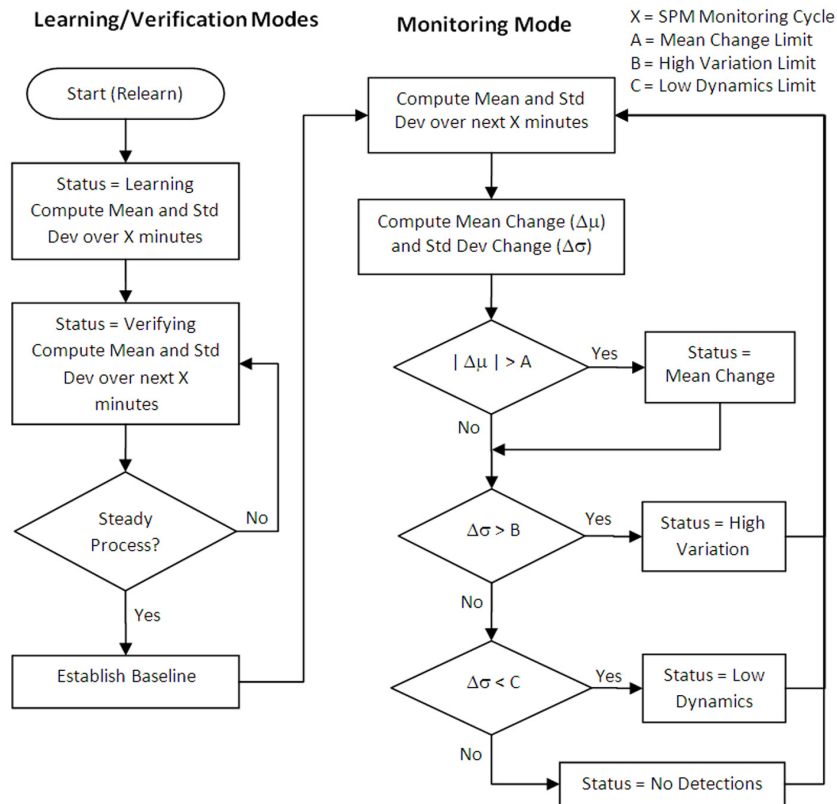 Learning/Verification Modes
Monitoring Mode
X = SPM Monitoring Cycle
A = Mean Change Limit
B = High Variation Limit
C = Low Dynamics Limit
Start (Relearn)
Status = Learning
Compute Mean and Std
Dev over X minutes
Status = Verifying
Compute Mean and Std
Dev over next X
minutes
Steady
Process?
No
Yes
Establish Baseline
Compute Mean and Std
Dev over next X minutes
Compute Mean Change (Δμ)
and Std Dev Change (Δσ)
| Δμ | > A
Yes
Status =
Mean Change
No
Δσ > B
Yes
Status = High
Variation
No
Δσ < C
Yes
Status = Low
Dynamics
No
Status = No Detections